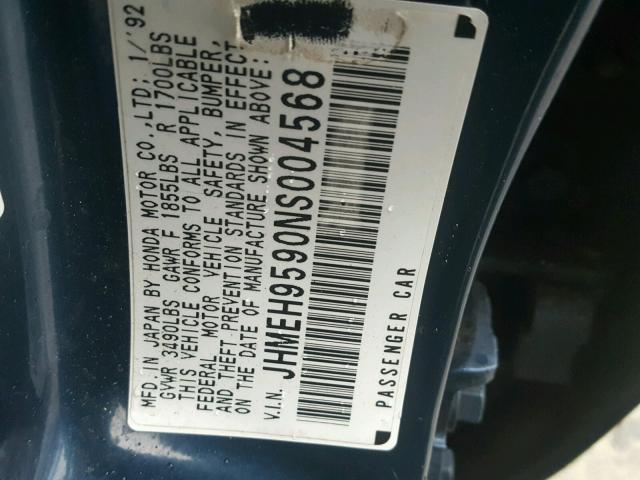 MFD. IN JAPAN BY HONDA MOTOR CO.,LTD; 1/'92
GVWR 3490LBS GAWR F 1855LBS R 1700LBS
THIS VEHICLE CONFORMS TO ALL APPLICABLE
FEDERAL MOTOR VEHICLE SAFETY, BUMPER,
AND THEFT PREVENTION STANDARDS IN EFFECT
ON THE DATE OF MANUFACTURE SHOWN ABOVE:
V.I.N. JHMEH9590NS004568
PASSENGER CAR